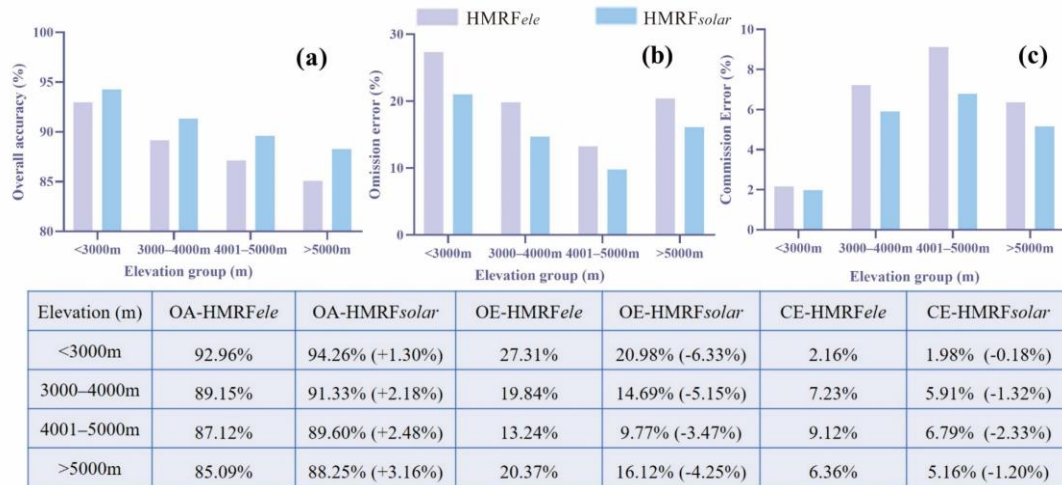 HMRFele HMRFsolar
(a)
Overall accuracy (%)
100
95
90
85
80
<3000m 3000–4000m 4001–5000m >5000m
Elevation group (m)
(b)
Omission error (%)
30
20
10
0
<3000m 3000–4000m 4001–5000m >5000m
Elevation group (m)
(c)
Commission Error (%)
10
8
6
4
2
0
<3000m 3000–4000m 4001–5000m >5000m
Elevation group (m)
Elevation (m) OA-HMRFele OA-HMRFsolar OE-HMRFele OE-HMRFsolar CE-HMRFele CE-HMRFsolar
<3000m 92.96% 94.26% (+1.30%) 27.31% 20.98% (-6.33%) 2.16% 1.98% (-0.18%)
3000–4000m 89.15% 91.33% (+2.18%) 19.84% 14.69% (-5.15%) 7.23% 5.91% (-1.32%)
4001–5000m 87.12% 89.60% (+2.48%) 13.24% 9.77% (-3.47%) 9.12% 6.79% (-2.33%)
>5000m 85.09% 88.25% (+3.16%) 20.37% 16.12% (-4.25%) 6.36% 5.16% (-1.20%)